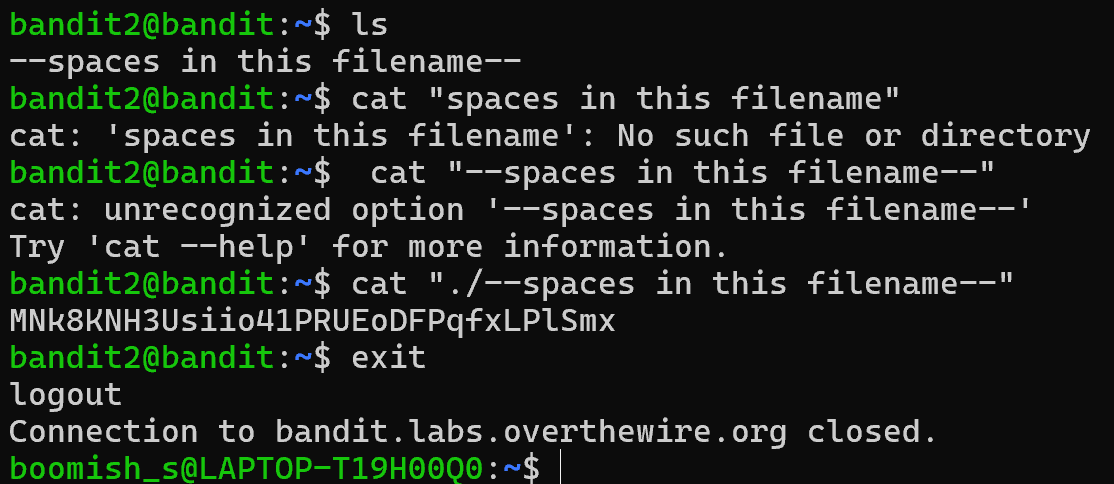 bandit2@bandit:~$ ls
--spaces in this filename--
bandit2@bandit:~$ cat "spaces in this filename"
cat: 'spaces in this filename': No such file or directory
bandit2@bandit:~$  cat "--spaces in this filename--"
cat: unrecognized option '--spaces in this filename--'
Try 'cat --help' for more information.
bandit2@bandit:~$ cat "./--spaces in this filename--"
MNk8KNH3Usiio41PRUEoDFPqfxLPlSmx
bandit2@bandit:~$ exit
logout
Connection to bandit.labs.overthewire.org closed.
boomish_s@LAPTOP-T19H00Q0:~$